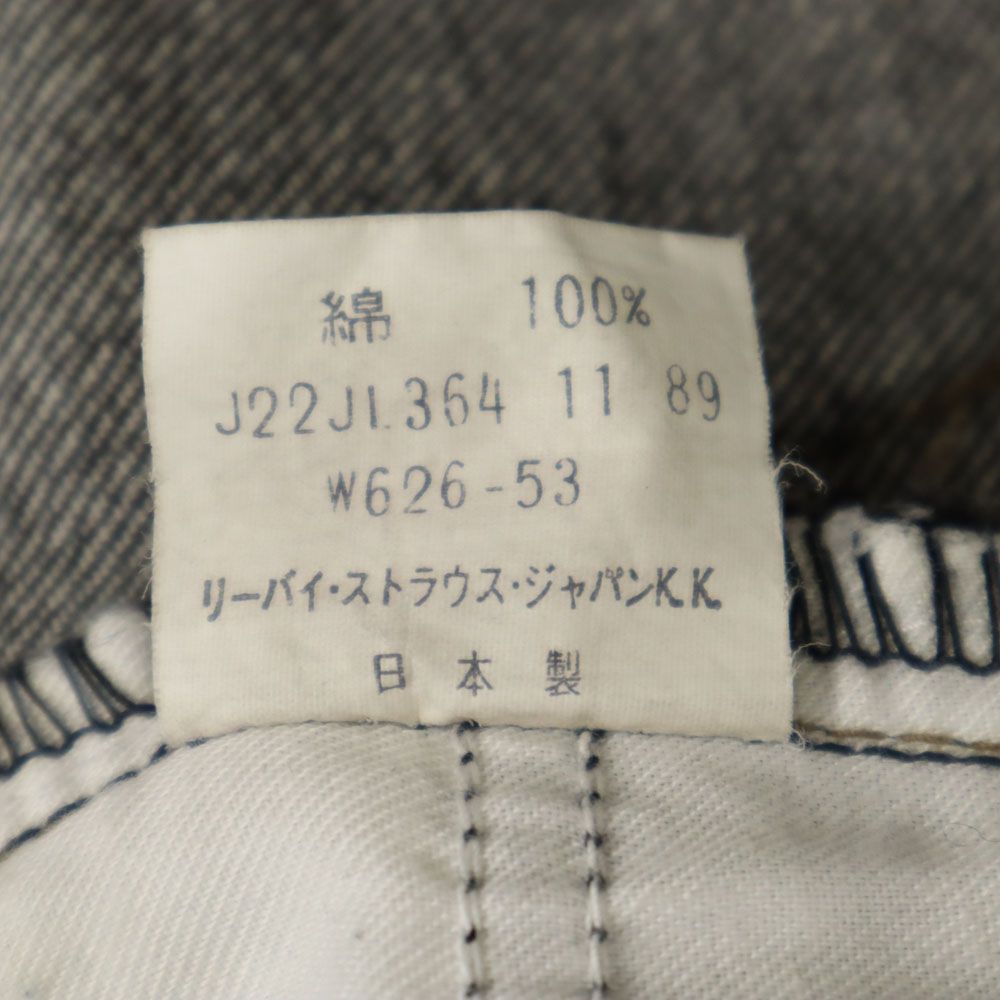 綿 100%
J22J1.364 11 89
W626-53
リーバイ・ストラウス・ジャパンK.K.
日本製